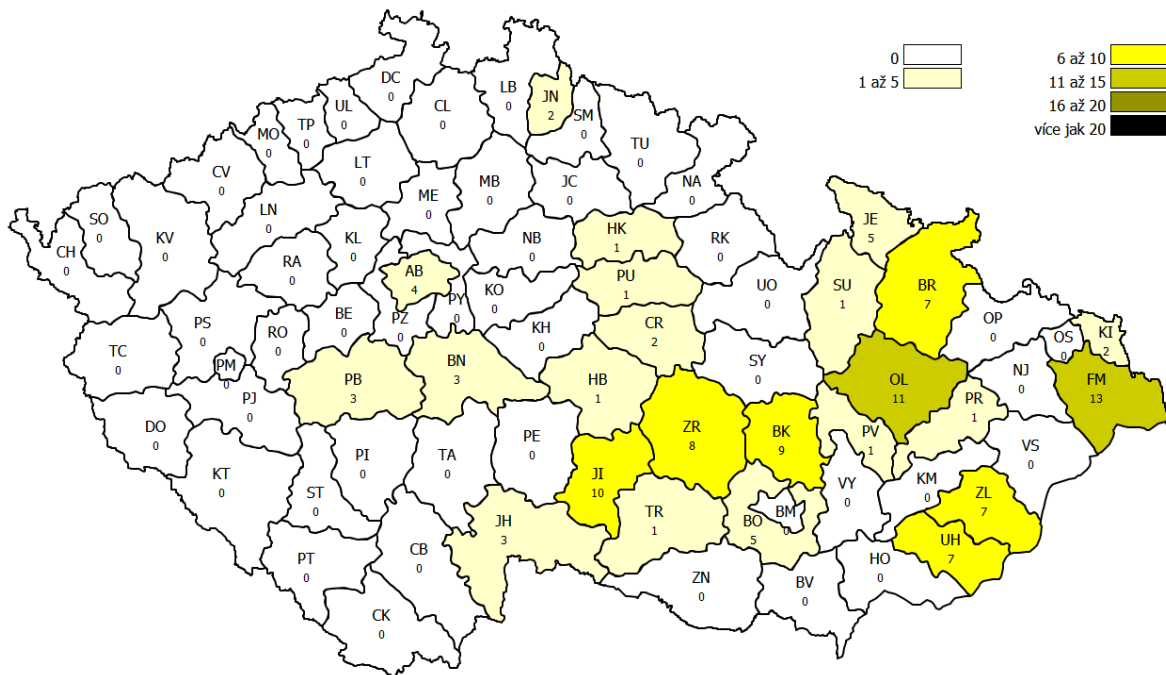 0
1 až 5
6 až 10
11 až 15
16 až 20
více jak 20
DC
0
UL
0
TP
0
MO
0
CV
0
SO
0
CH
0
KV
0
CL
0
LB
0
JN
2
SM
0
TU
0
LT
0
LN
0
ME
0
MB
0
JC
0
NA
0
RA
0
KL
0
NB
0
HK
1
RK
0
JE
5
AB
4
PY
0
KO
0
PU
1
UO
0
SU
1
BR
7
TC
0
PS
0
PM
0
RO
0
BE
0
PZ
0
KH
0
CR
2
OP
0
OS
0
KI
2
PJ
0
PB
3
BN
3
HB
1
SY
0
OL
11
NJ
0
FM
13
DO
0
KT
0
PI
0
TA
0
PE
0
ZR
8
BK
9
PV
1
PR
1
VS
0
ST
0
JI
10
VY
0
KM
0
ZL
7
JH
3
TR
1
BO
5
BM
0
UH
7
PT
0
CB
0
ZN
0
BV
0
HO
0
CK
0